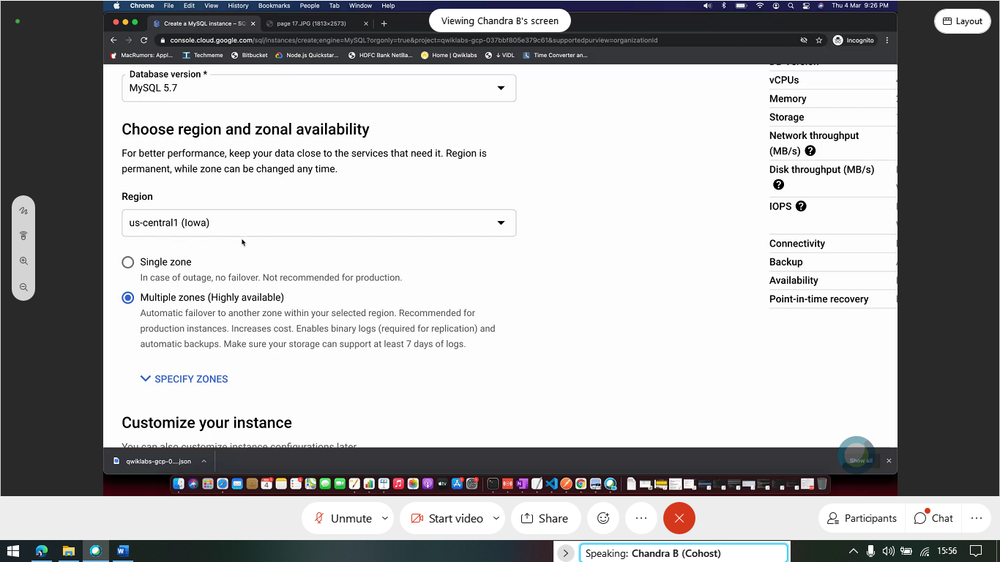 Chrome File Edit View History Bookmarks People Tab Window Help
Thu 4 Mar 9:26 PM
Viewing Chandra B's screen
Layout
Create a MySQL instance – SQ
page 17.JPG (1813×2573)
console.cloud.google.com/sql/instances/create;engine=MySQL?orgonly=true&project=qwiklabs-gcp-037bbf805e379c61&supportedpurview=organizationId
Incognito
MacRumors: Appl... Techmeme Bitbucket Node.js Quickstar... HDFC Bank NetBa... Home | Qwiklabs ↓ ViDL Time Converter an...
Database version *
MySQL 5.7
Choose region and zonal availability
For better performance, keep your data close to the services that need it. Region is
permanent, while zone can be changed any time.
Region
us-central1 (Iowa)
Single zone
In case of outage, no failover. Not recommended for production.
Multiple zones (Highly available)
Automatic failover to another zone within your selected region. Recommended for
production instances. Increases cost. Enables binary logs (required for replication) and
automatic backups. Make sure your storage can support at least 7 days of logs.
SPECIFY ZONES
Customize your instance
You can also customize instance configurations later
vCPUs
Memory
Storage
Network throughput
(MB/s)
Disk throughput (MB/s)
IOPS
Connectivity
Backup
Availability
Point-in-time recovery
qwiklabs-gcp-0....json
Show all
Unmute
Start video
Share
Participants
Chat
Speaking: Chandra B (Cohost)
15:56